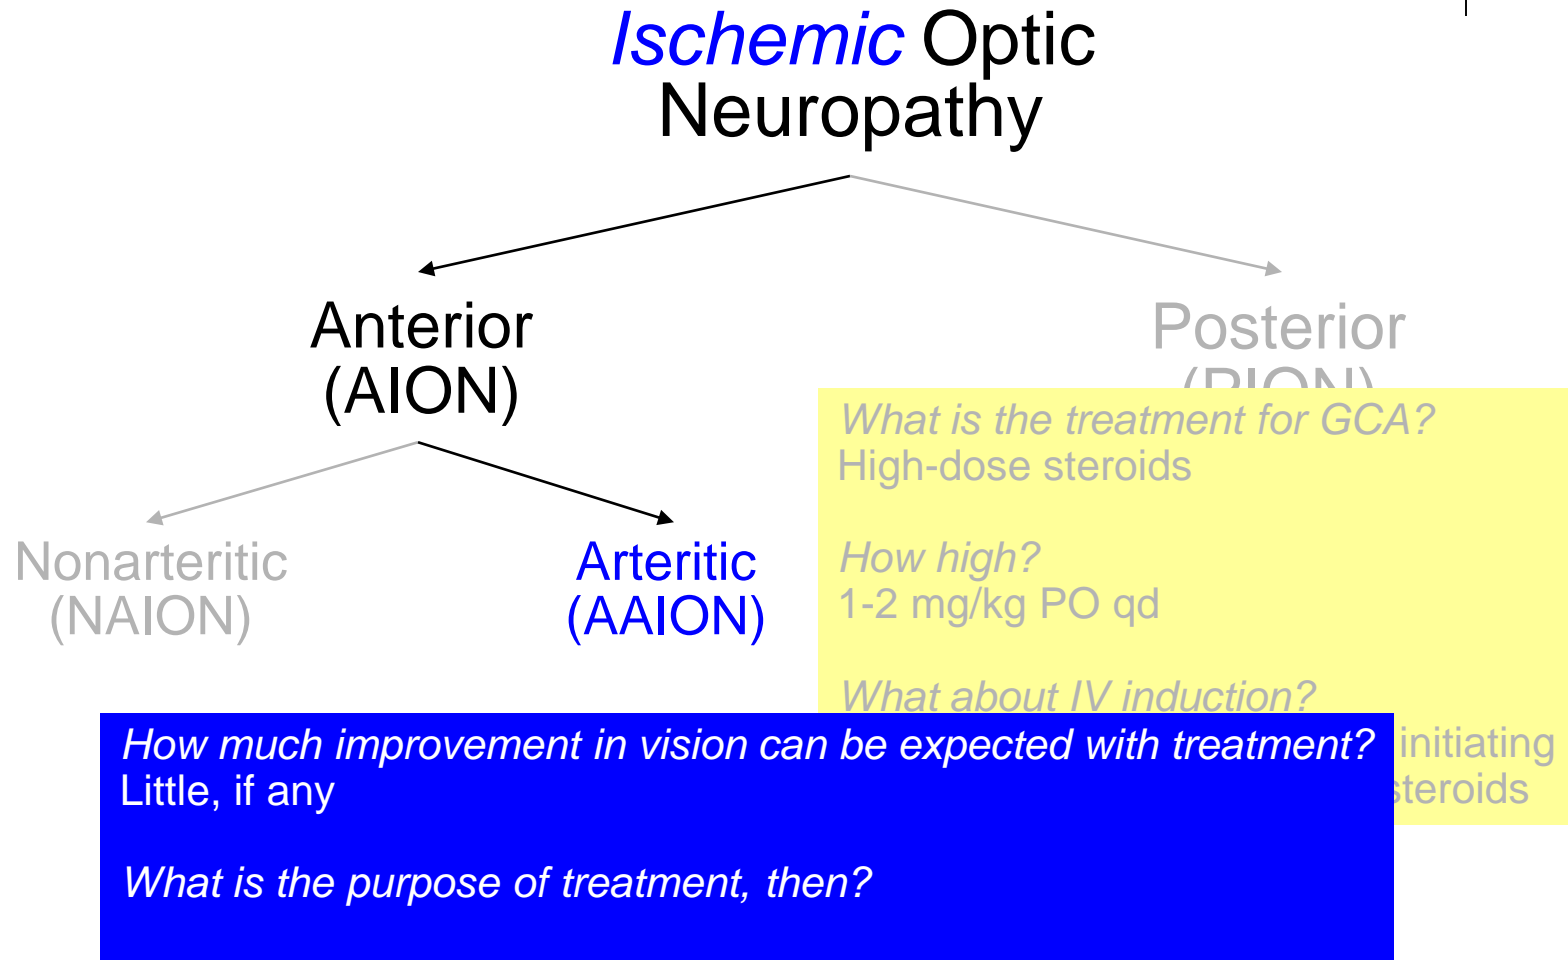 Ischemic Optic
Neuropathy
Anterior
(AION)
Posterior
(PION)
Nonarteritic
(NAION)
Arteritic
(AAION)
What is the treatment for GCA?
High-dose steroids
How high?
1-2 mg/kg PO qd
What about IV induction?
initiating
steroids
How much improvement in vision can be expected with treatment?
Little, if any
What is the purpose of treatment, then?